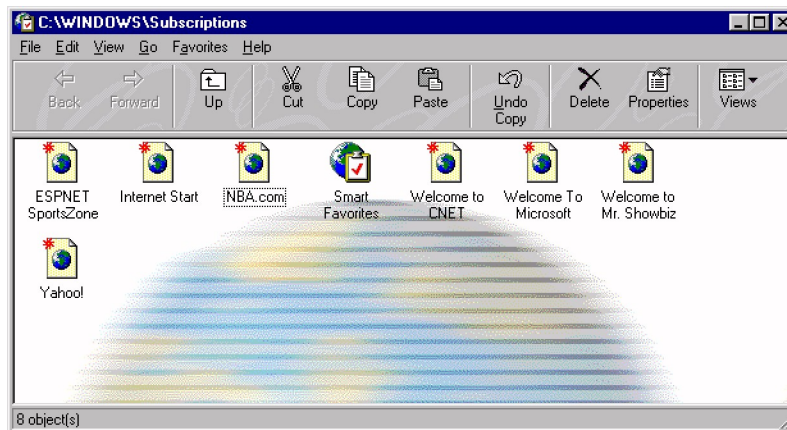 C:\WINDOWS\Subscriptions
File Edit View Go Favorites Help
Back Forward Up Cut Copy Paste Undo Copy Delete Properties Views
ESPNET SportsZone
Internet Start
NBA.com
Smart Favorites
Welcome to CNET
Welcome To Microsoft
Welcome to Mr. Showbiz
Yahoo!
8 object(s)